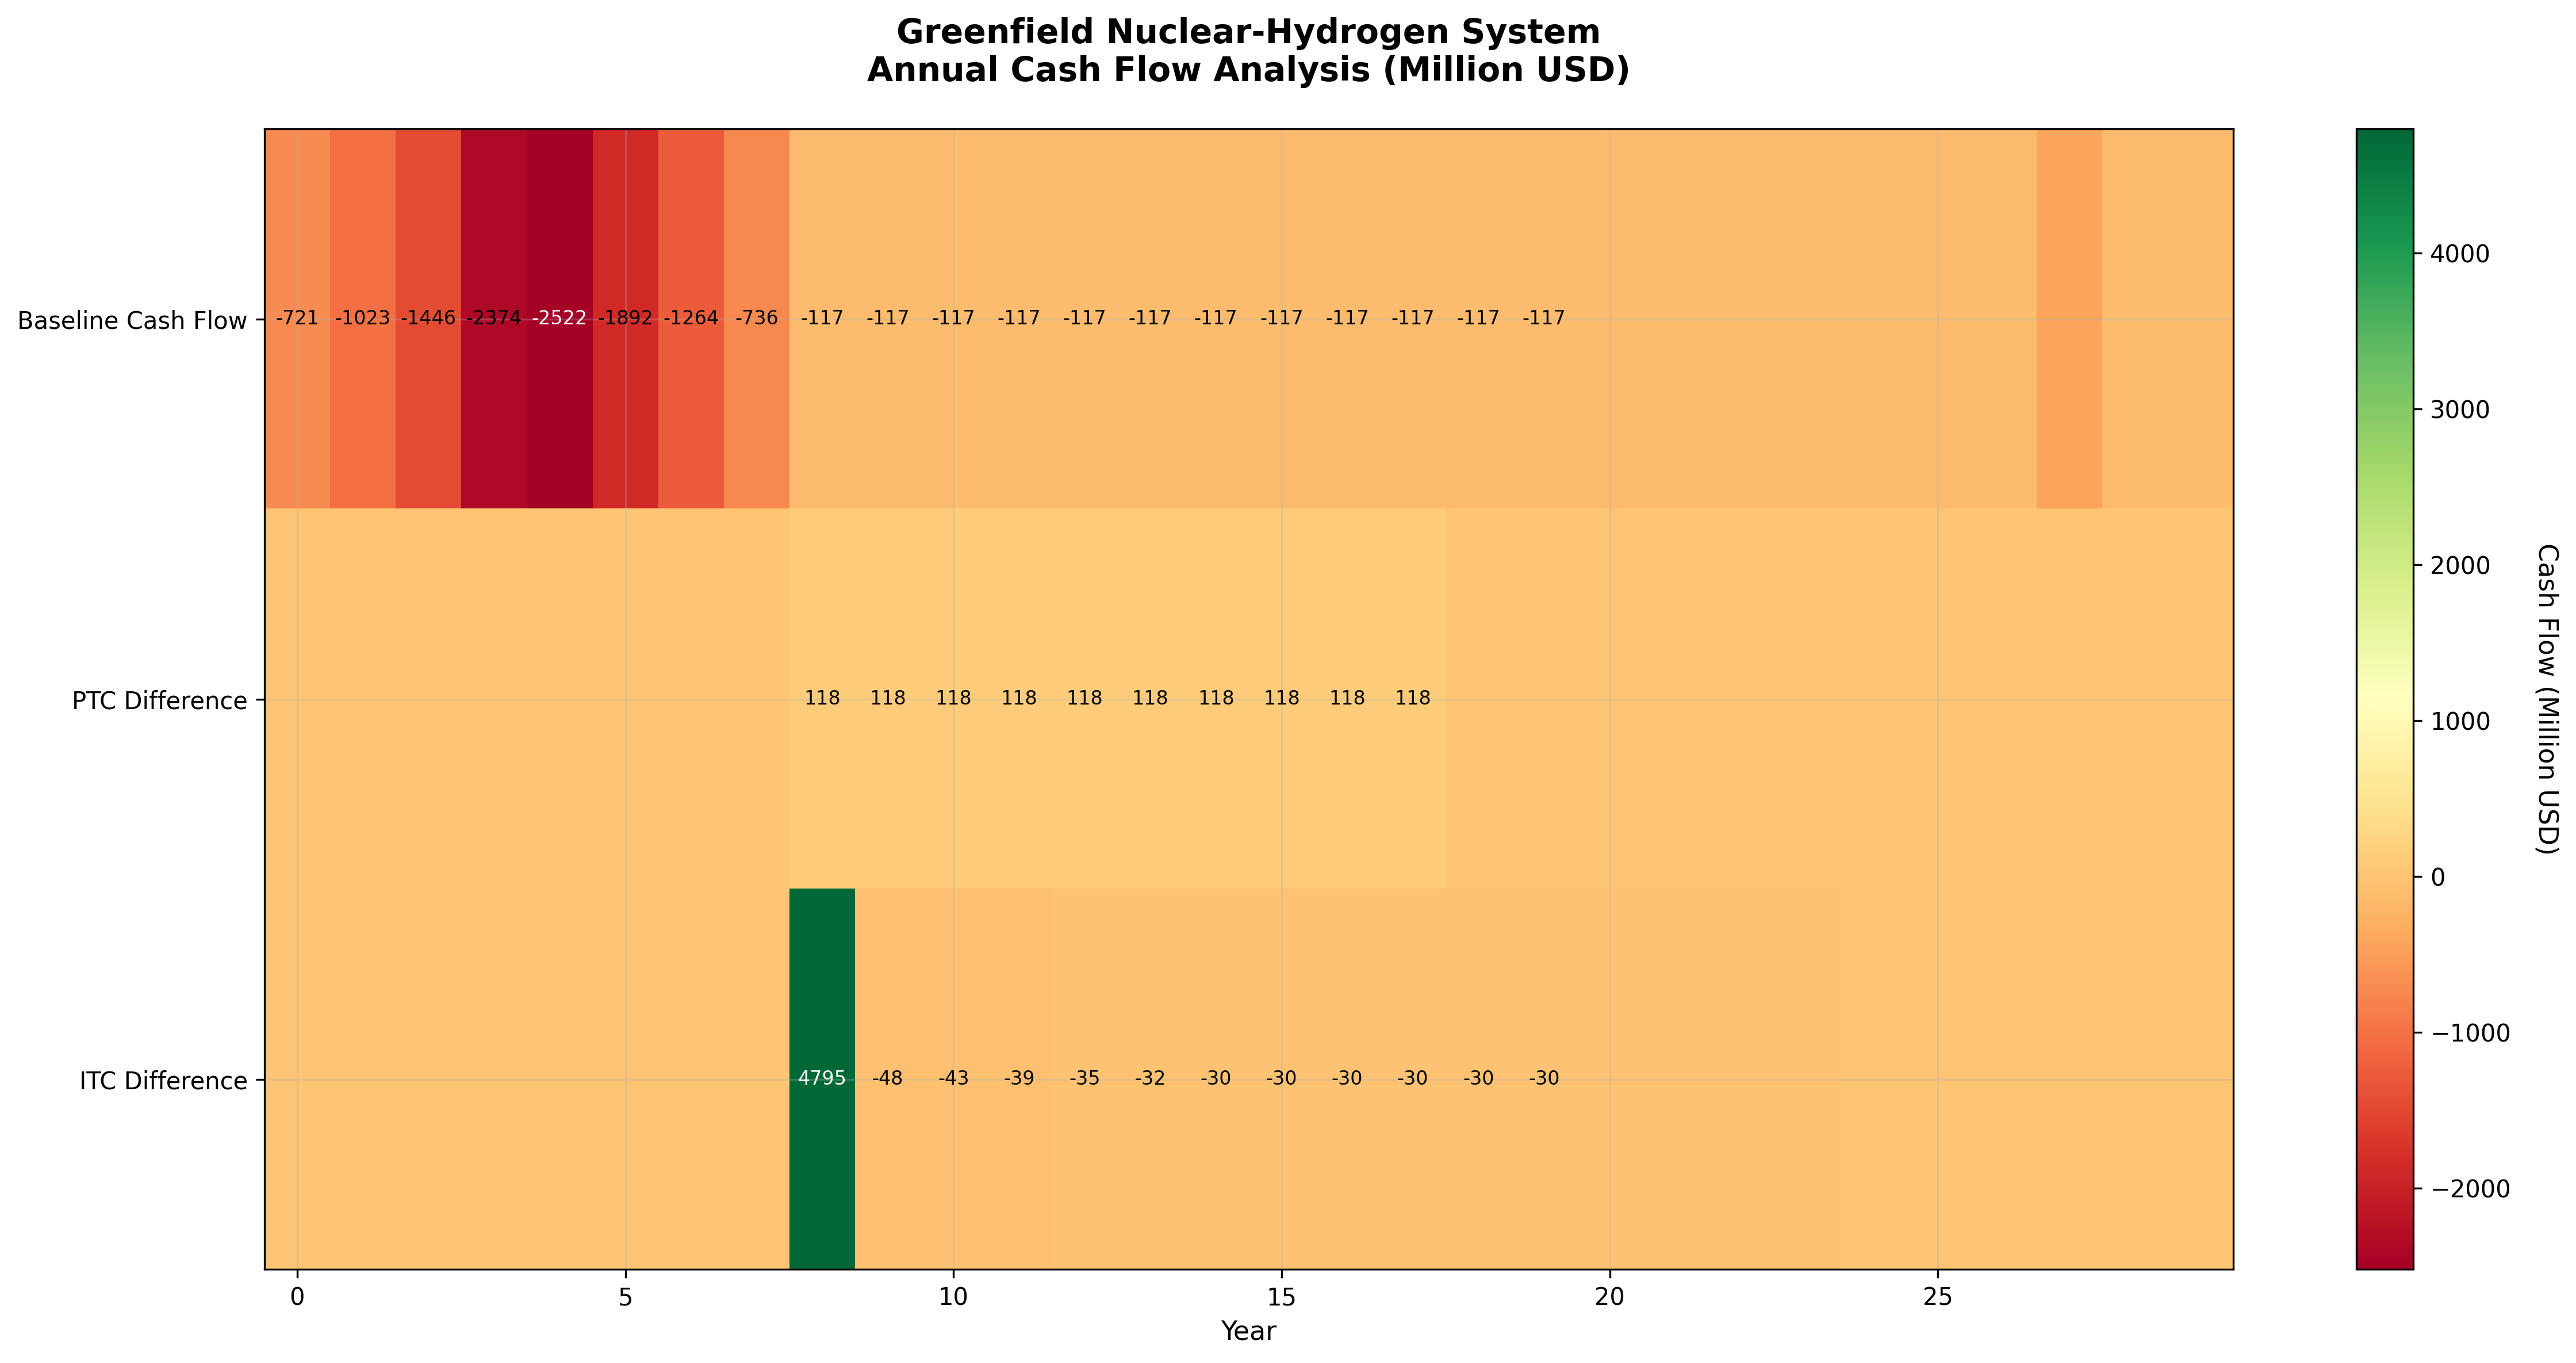 Greenfield Nuclear-Hydrogen System
Annual Cash Flow Analysis (Million USD)
Baseline Cash Flow
-721 -1023 -1446 -2374 -2522 -1892 -1264 -736 -117 -117 -117 -117 -117 -117 -117 -117 -117 -117 -117 -117
PTC Difference
118 118 118 118 118 118 118 118 118 118
ITC Difference
4795 -48 -43 -39 -35 -32 -30 -30 -30 -30 -30 -30
0 5 10 15 20 25
Year
4000
3000
2000
1000
0
−1000
−2000
Cash Flow (Million USD)